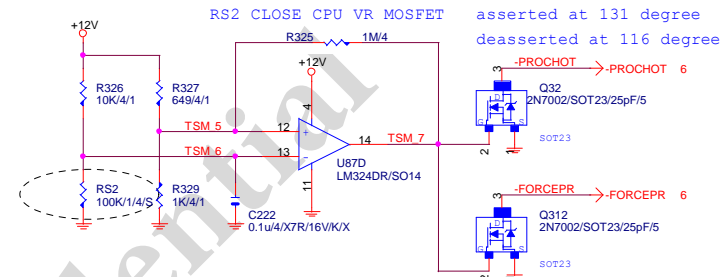 RS2 CLOSE CPU VR MOSFET asserted at 131 degree
deasserted at 116 degree
+12V
R325
1M/4
+12V
R326
10K/4/1
R327
649/4/1
TSM_5
12
4
TSM_6
13
14
TSM_7
11
U87D
LM324DR/SO14
RS2
100K/1/4/S
R329
1K/4/1
C222
0.1u/4/X7R/16V/K/X
3
-PROCHOT
-PROCHOT 6
Q32
2N7002/SOT23/25pF/5
D
G
S
SOT23
2
1
3
-FORCEPR
-FORCEPR 6
Q312
2N7002/SOT23/25pF/5
D
G
S
SOT23
dential